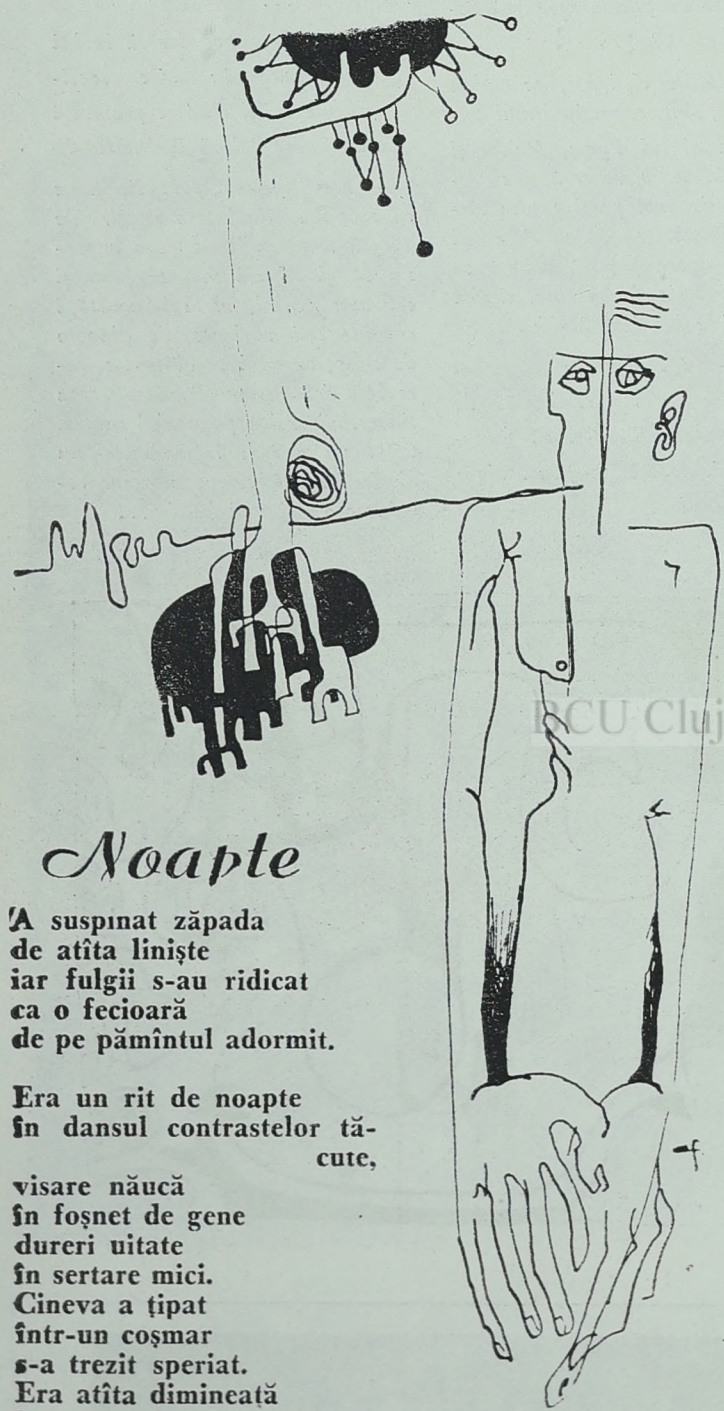 BCU Cluj
Noapte
A suspinat zăpada
de atîta liniște
iar fulgii s-au ridicat
ca o fecioară
de pe pămîntul adormit.
Era un rit de noapte
în dansul contrastelor tă-
cute,
visare năucă
în foșnet de gene
dureri uitate
în sertare mici.
Cineva a țipat
într-un coșmar
s-a trezit speriat.
Era atîta dimineață